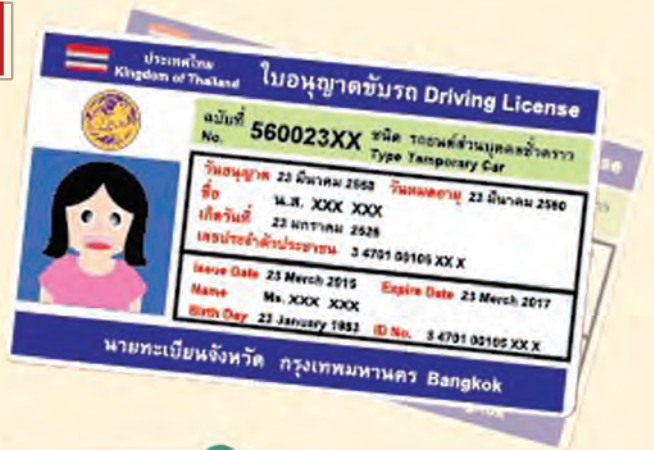 ประเทศไทย
Kingdom of Thailand
ใบอนุญาตขับรถ Driving License
ฉบับที่ 560023XX ชนิด รถยนต์ส่วนบุคคลชั่วคราว
No. Type Tamporary Car
วันอนุญาต 23 มีนาคม 2558 วันหมดอายุ 23 มีนาคม 2560
ชื่อ น.ส. XXX XXX
เกิดวันที่ 23 มกราคม 2526
เลขประจำตัวประชาชน 3 4701 00106 XX X
Issue Date 23 Merch 2015 Expire Date 23 Merch 2017
Name Ms. XXX XXX
Birth Day 23 January 1983 ID No. 3 4701 00106 XX X
นายทะเบียนจังหวัด กรุงเทพมหานคร Bangkok
se